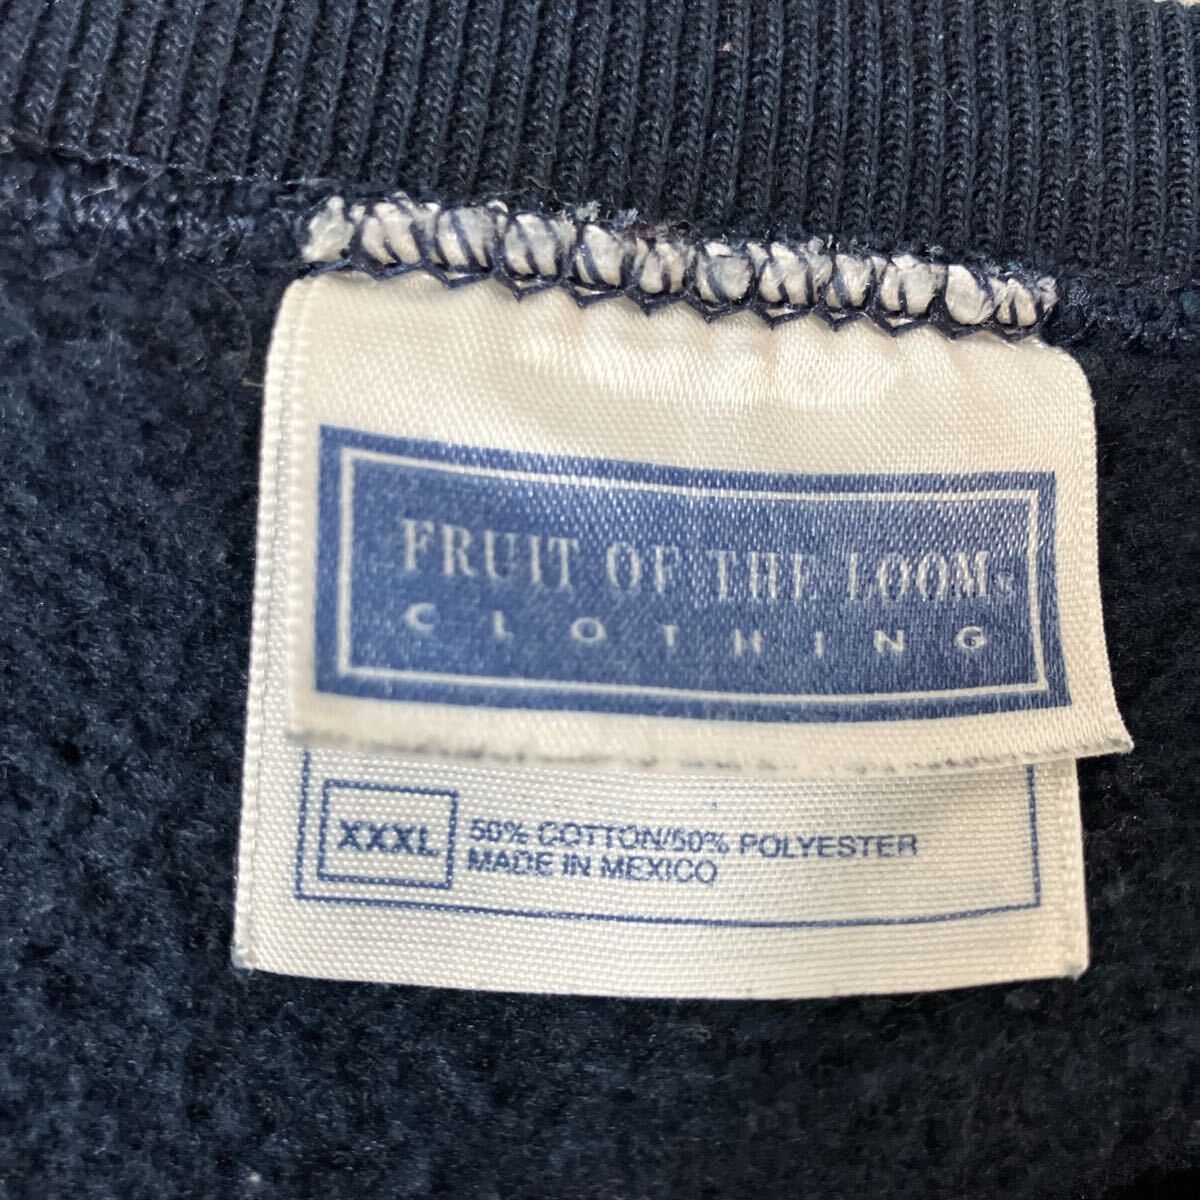 FRUIT OF THE LOOM®
CLOTHING
XXXL
50% COTTON/50% POLYESTER
MADE IN MEXICO